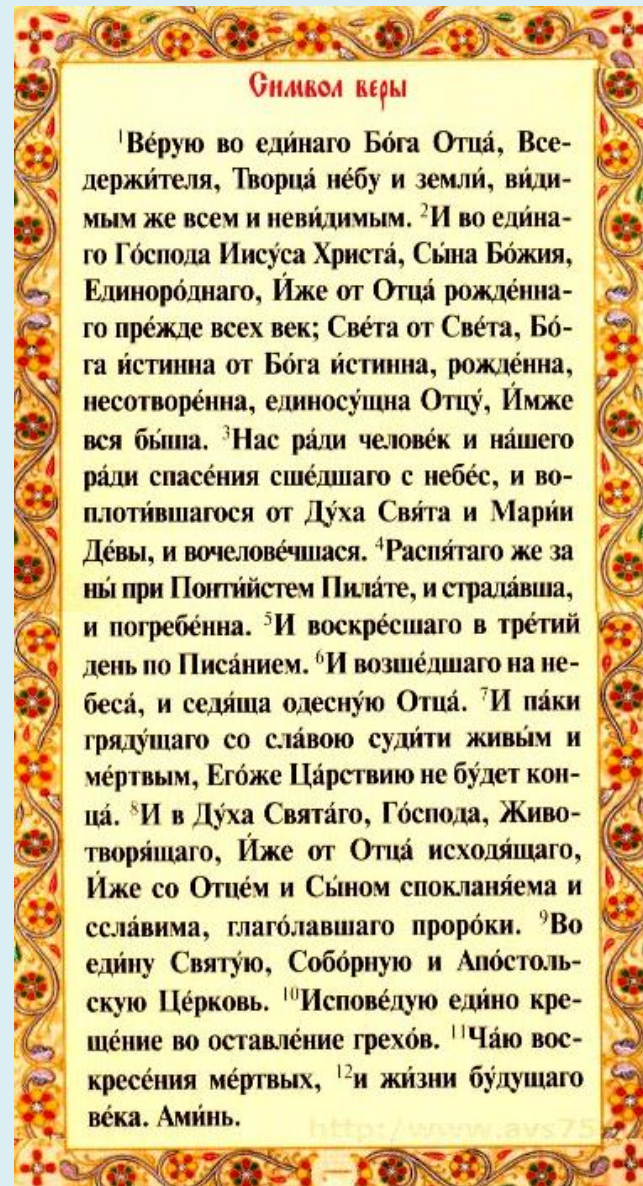 Символ веры
¹Ве́рую во еди́наго Бо́га Отца́, Все-
держи́теля, Творца́ не́бу и земли́, ви́ди-
мым же всем и неви́димым. ²И во еди́на-
го Го́спода Иису́са Христа́, Сы́на Бо́жия,
Единоро́днаго, И́же от Отца́ рожде́нна-
го пре́жде всех век; Све́та от Све́та, Бо́-
га и́стинна от Бо́га и́стинна, рожде́нна,
несотворе́нна, единосу́щна Отцу́, И́мже
вся бы́ша. ³Нас ра́ди челове́к и на́шего
ра́ди спасе́ния сше́дшаго с небе́с, и во-
плоти́вшагося от Ду́ха Свя́та и Мари́и
Де́вы, и вочелове́чшася. ⁴Распя́таго же за
ны́ при Понти́йстем Пила́те, и страда́вша,
и погребе́нна. ⁵И воскре́сшаго в тре́тий
день по Писа́нием. ⁶И возше́дшаго на не-
беса́, и седя́ща одесну́ю Отца́. ⁷И па́ки
гряду́щаго со сла́вою суди́ти живы́м и
ме́ртвым, Его́же Ца́рствию не бу́дет кон-
ца́. ⁸И в Ду́ха Свята́го, Го́спода, Живо-
творя́щаго, И́же от Отца́ исходя́щаго,
И́же со Отце́м и Сы́ном спокланя́ема и
ссла́вима, глаго́лавшаго проро́ки. ⁹Во
еди́ну Святу́ю, Собо́рную и Апо́столь-
скую Це́рковь. ¹⁰Испове́дую еди́но кре-
ще́ние во оставле́ние грехо́в. ¹¹Ча́ю вос-
кресе́ния ме́ртвых, ¹²и жи́зни бу́дущаго
ве́ка. Ами́нь.